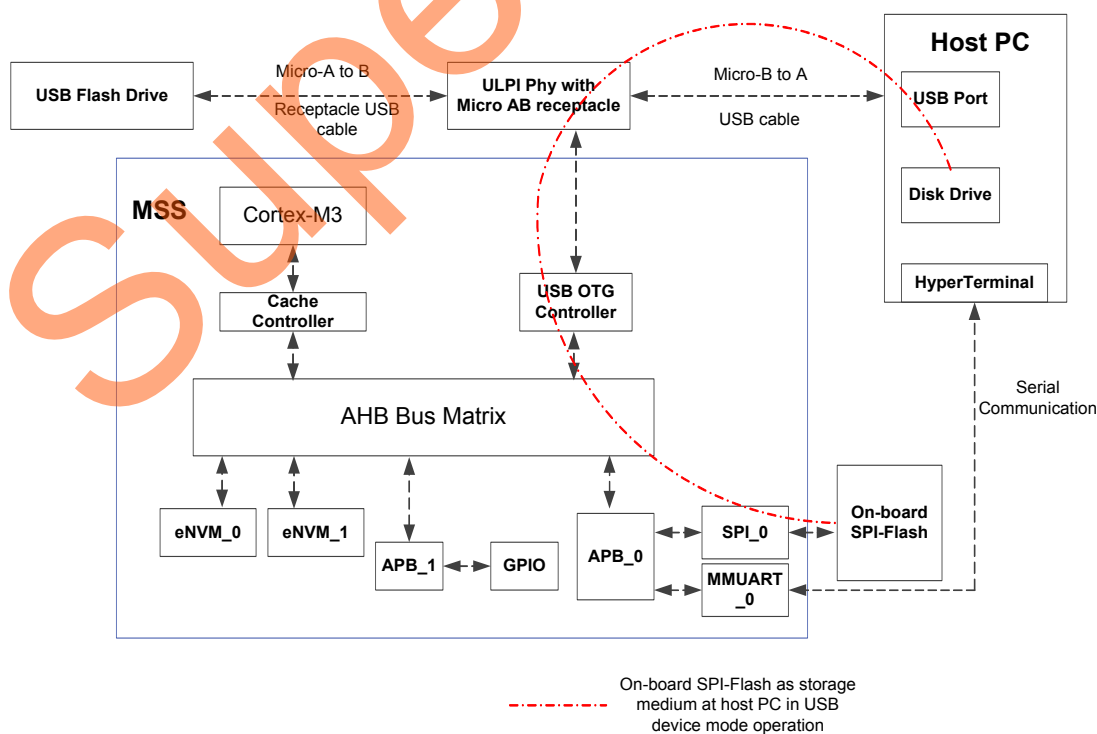 Host PC
USB Flash Drive
Micro-A to B
Receptacle USB
cable
ULPI Phy with
Micro AB receptacle
Micro-B to A
USB cable
USB Port
Disk Drive
HyperTerminal
MSS
Cortex-M3
Cache
Controller
USB OTG
Controller
AHB Bus Matrix
Serial
Communication
eNVM_0
eNVM_1
APB_1
GPIO
APB_0
SPI_0
MMUART
_0
On-board
SPI-Flash
On-board SPI-Flash as storage
medium at host PC in USB
device mode operation
Supe